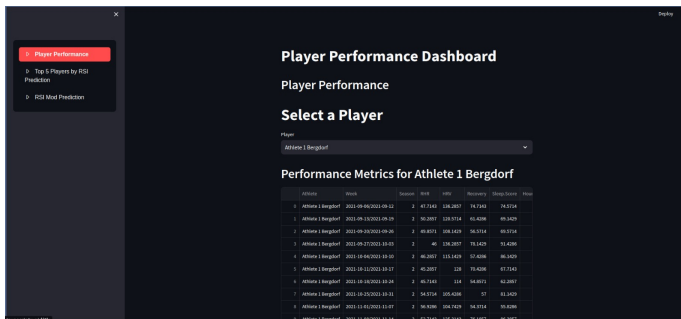 ×
Deploy
Player Performance
Top 5 Players by RSI
Prediction
RSI Mod Prediction
Player Performance Dashboard
Player Performance
Select a Player
Player
Athlete 1 Bergdorf
Performance Metrics for Athlete 1 Bergdorf
Athlete Week Season RHR HRV Recovery Sleep.Score
0 Athlete 1 Bergdorf 2021-09-06/2021-09-12 2 47.7143 136.2857 74.7143 74.5714
1 Athlete 1 Bergdorf 2021-09-13/2021-09-19 2 50.2857 120.5714 61.4286 69.1429
2 Athlete 1 Bergdorf 2021-09-20/2021-09-26 2 49.8571 108.1429 56.5714 69.5714
3 Athlete 1 Bergdorf 2021-09-27/2021-10-03 2 46 136.2857 70.1429 91.4286
4 Athlete 1 Bergdorf 2021-10-04/2021-10-10 2 46.2857 115.1429 57.4286 86.1429
5 Athlete 1 Bergdorf 2021-10-11/2021-10-17 2 45.2857 120 70.4286 67.7143
6 Athlete 1 Bergdorf 2021-10-18/2021-10-24 2 45.7143 114 54.8571 62.2857
7 Athlete 1 Bergdorf 2021-10-25/2021-10-31 2 54.5714 105.4286 57 61.1429
8 Athlete 1 Bergdorf 2021-11-01/2021-11-07 2 50.9286 104.7429 54.3714 55.8286